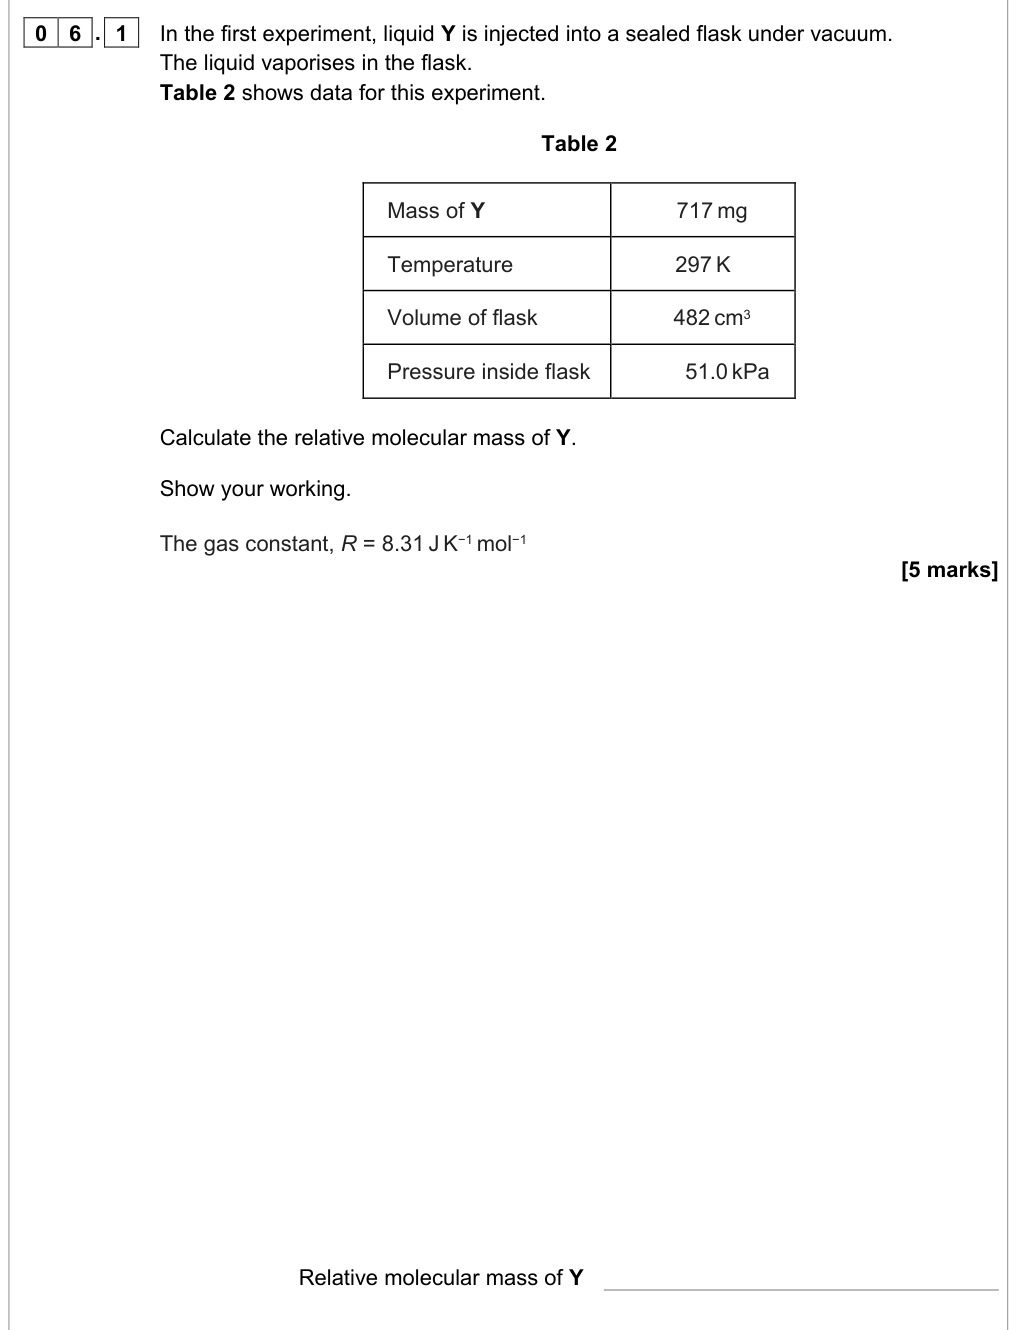 06.1 In the first experiment, liquid Y is injected into a sealed flask under vacuum.
The liquid vaporises in the flask.
Table 2 shows data for this experiment.
Table 2
Mass of Y 717 mg
Temperature 297 K
Volume of flask 482 cm³
Pressure inside flask 51.0 kPa
Calculate the relative molecular mass of Y.
Show your working.
The gas constant, R = 8.31 J K⁻¹ mol⁻¹
[5 marks]
Relative molecular mass of Y